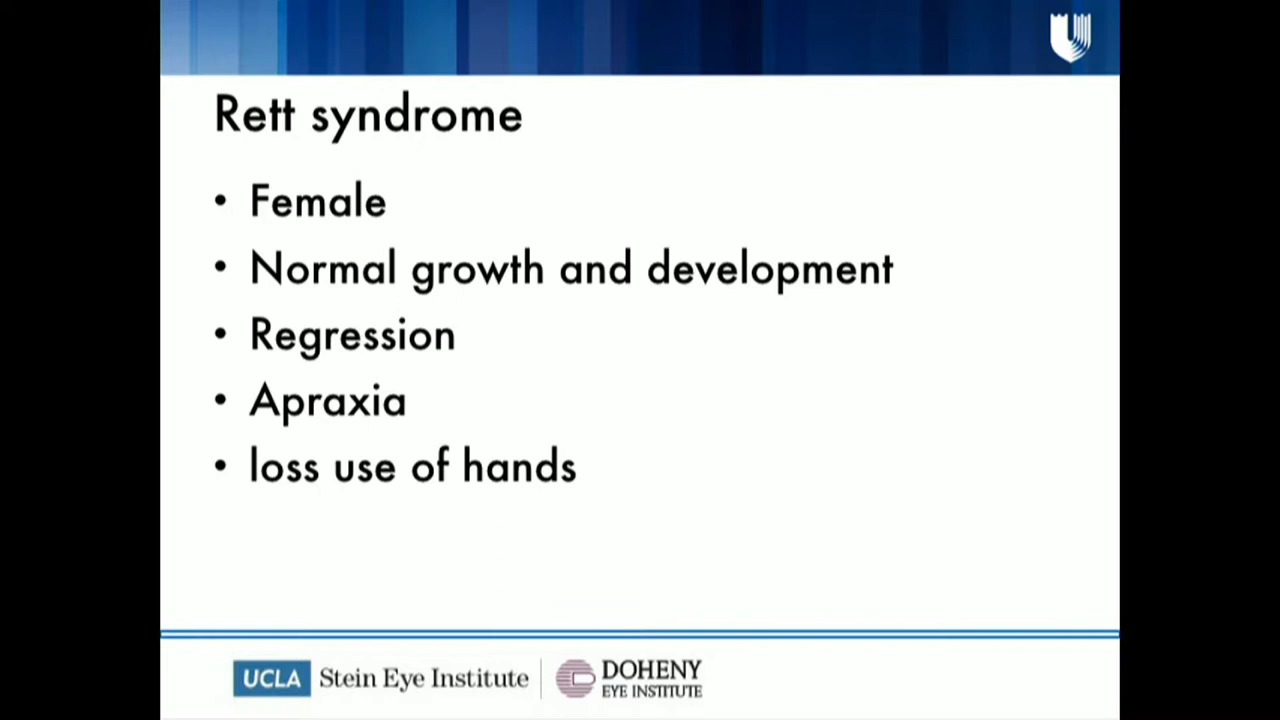 Rett syndrome
• Female
• Normal growth and development
• Regression
• Apraxia
• loss use of hands
UCLA Stein Eye Institute
DOHENY
EYE INSTITUTE